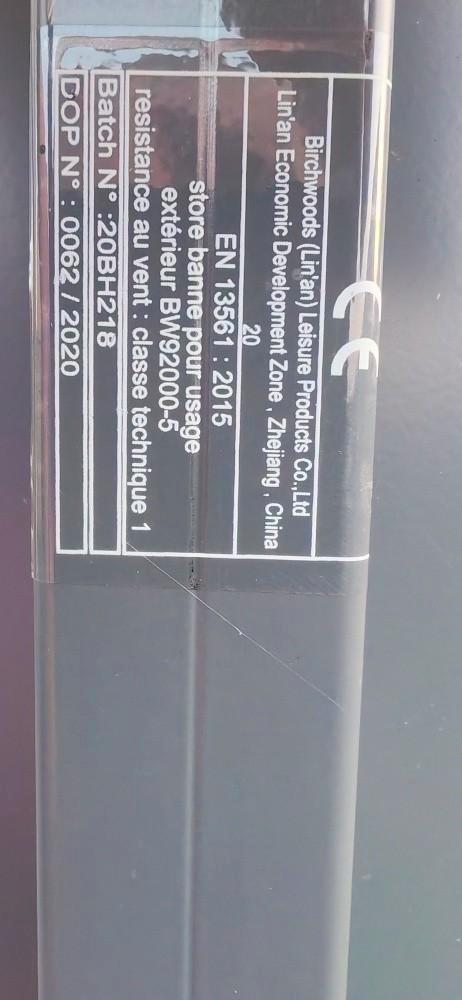 CE
Birchwoods (Lin'an) Leisure Products Co.,Ltd
Lin'an Economic Development Zone , Zhejiang , China
20
EN 13561 : 2015
store banne pour usage
extérieur BW92000-5
resistance au vent : classe technique 1
Batch N° :20BH218
DOP N° : 0062 / 2020